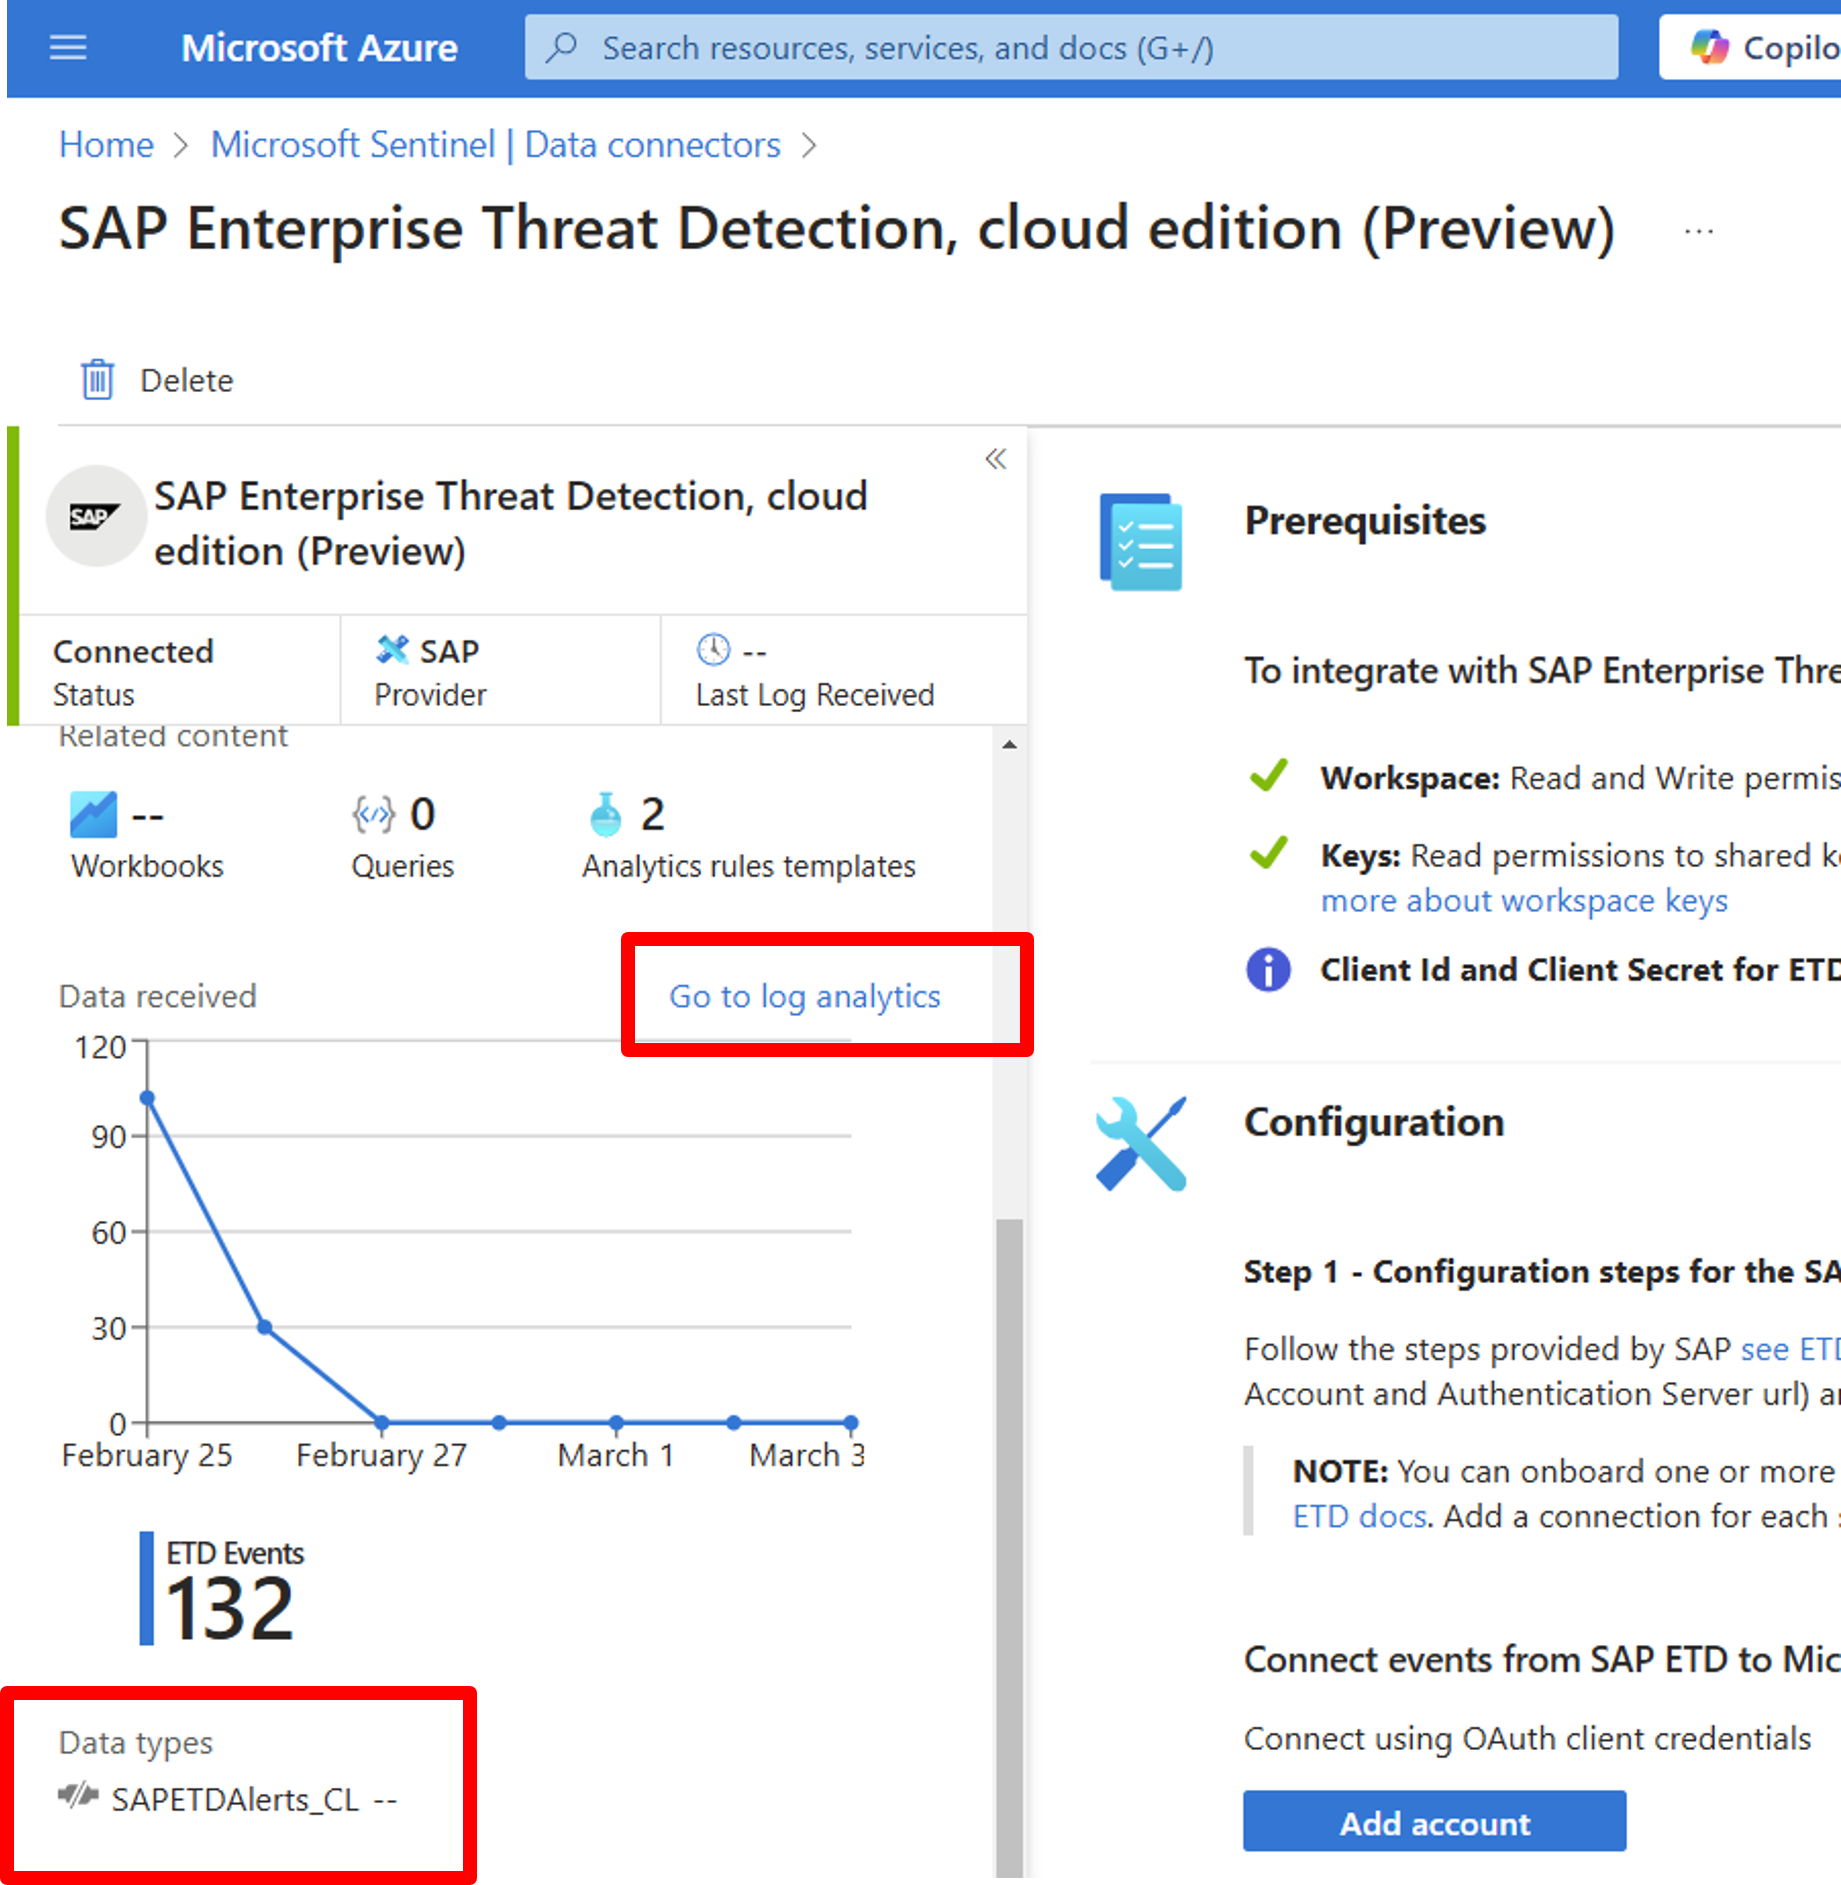 Microsoft Azure
Search resources, services, and docs (G+/)
Copilo
Home > Microsoft Sentinel | Data connectors >
SAP Enterprise Threat Detection, cloud edition (Preview) ...
Delete
SAP
SAP Enterprise Threat Detection, cloud
edition (Preview)
Connected
Status
SAP
Provider
--
Last Log Received
Related content
--
Workbooks
0
Queries
2
Analytics rules templates
Data received
Go to log analytics
120
90
60
30
0
February 25
February 27
March 1
March 3
ETD Events
132
Data types
SAPETDAlerts_CL --
Prerequisites
To integrate with SAP Enterprise Thre
Workspace: Read and Write permis
Keys: Read permissions to shared ke
more about workspace keys
Client Id and Client Secret for ETD
Configuration
Step 1 - Configuration steps for the SA
Follow the steps provided by SAP see ETD
Account and Authentication Server url) an
NOTE: You can onboard one or more
ETD docs. Add a connection for each s
Connect events from SAP ETD to Mic
Connect using OAuth client credentials
Add account